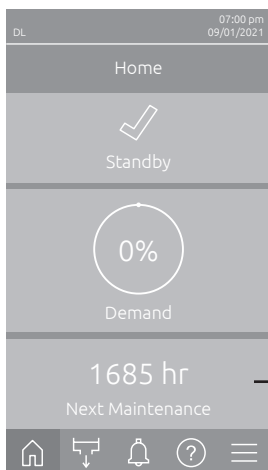 07:00 pm
DL 09/01/2021
Home
Standby
0%
Demand
1685 hr
Next Maintenance
?